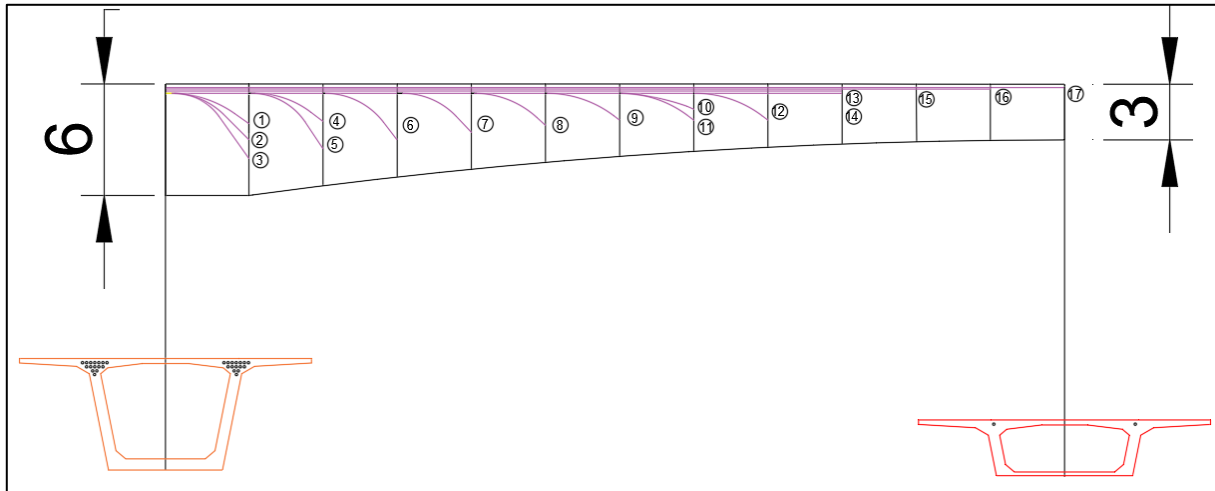 6
① ④ ⑥ ⑦ ⑧ ⑨ ⑩ ⑫ ⑬ ⑮ ⑯ ⑰
② ⑤ ⑪ ⑭
③
3